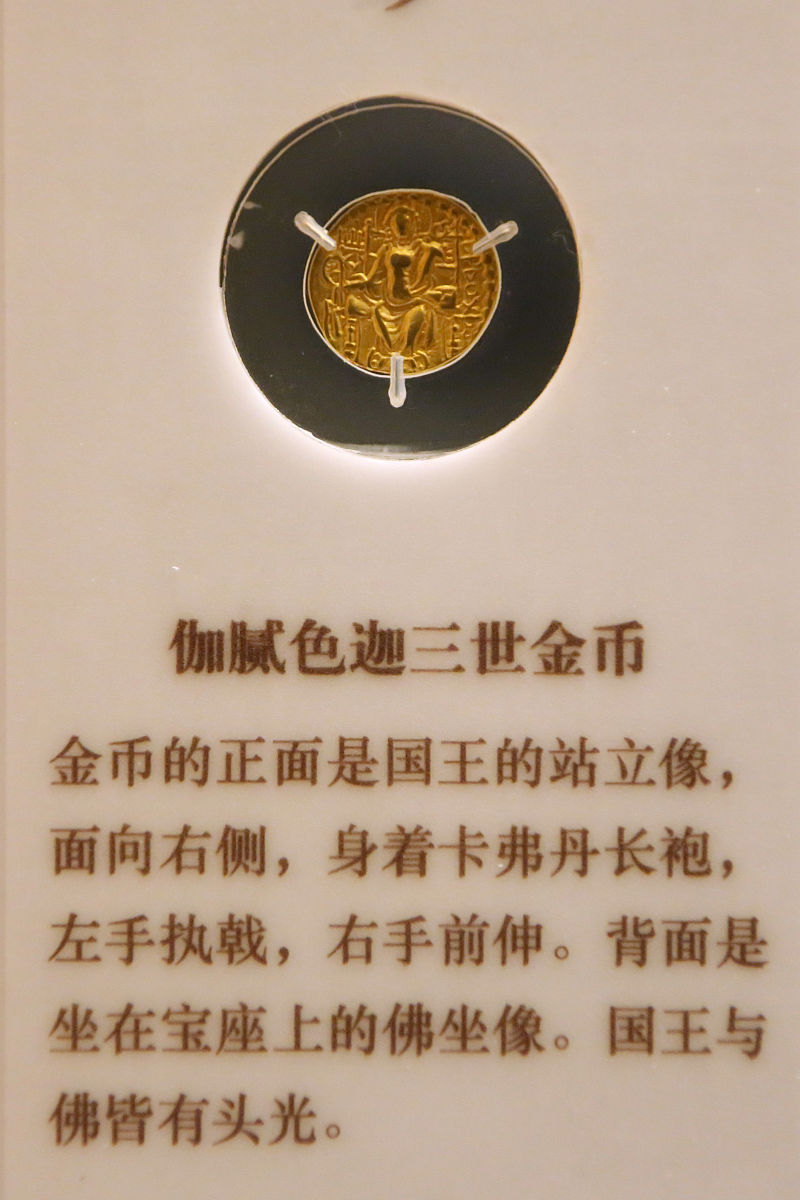 伽腻色迦三世金币
金币的正面是国王的站立像，
面向右侧，身着卡弗丹长袍，
左手执戟，右手前伸。背面是
坐在宝座上的佛坐像。国王与
佛皆有头光。